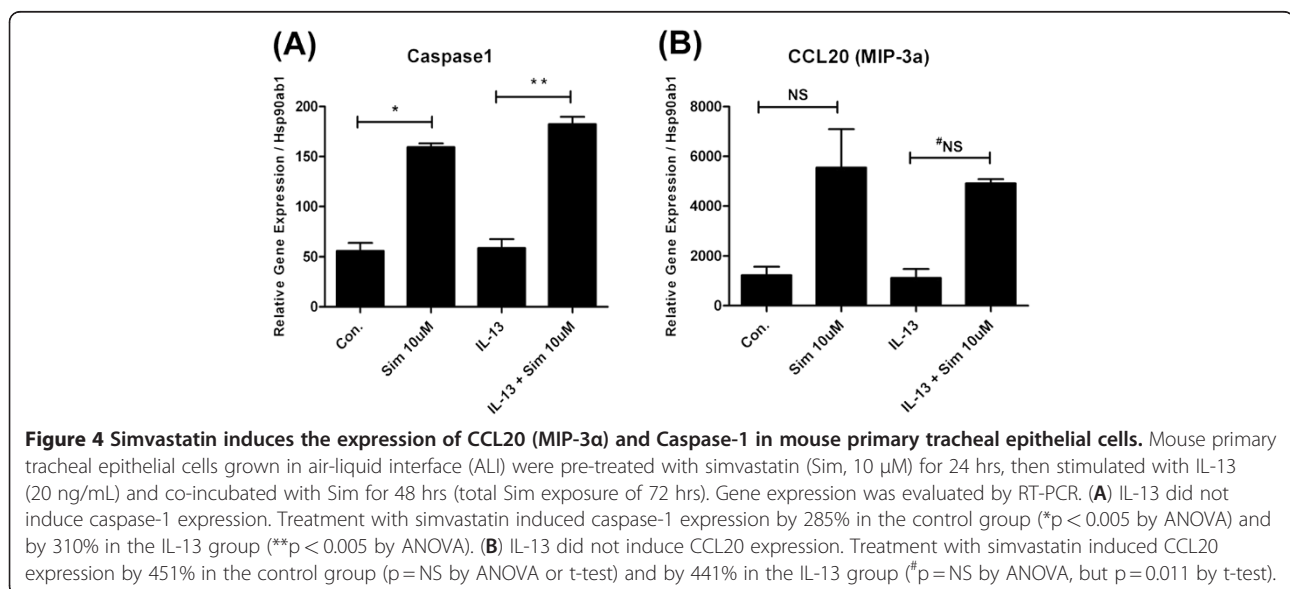 (A)
Caspase1
Relative Gene Expression / Hsp90ab1
200
150
100
50
0
*
**
Con.
Sim 10uM
IL-13
IL-13 + Sim 10uM
(B)
CCL20 (MIP-3a)
Relative Gene Expression / Hsp90ab1
8000
6000
4000
2000
0
NS
#NS
Con.
Sim 10uM
IL-13
IL-13 + Sim 10uM
Figure 4 Simvastatin induces the expression of CCL20 (MIP-3α) and Caspase-1 in mouse primary tracheal epithelial cells. Mouse primary
tracheal epithelial cells grown in air-liquid interface (ALI) were pre-treated with simvastatin (Sim, 10 μM) for 24 hrs, then stimulated with IL-13
(20 ng/mL) and co-incubated with Sim for 48 hrs (total Sim exposure of 72 hrs). Gene expression was evaluated by RT-PCR. (A) IL-13 did not
induce caspase-1 expression. Treatment with simvastatin induced caspase-1 expression by 285% in the control group (*p < 0.005 by ANOVA) and
by 310% in the IL-13 group (**p < 0.005 by ANOVA). (B) IL-13 did not induce CCL20 expression. Treatment with simvastatin induced CCL20
expression by 451% in the control group (p = NS by ANOVA or t-test) and by 441% in the IL-13 group (#p = NS by ANOVA, but p = 0.011 by t-test).